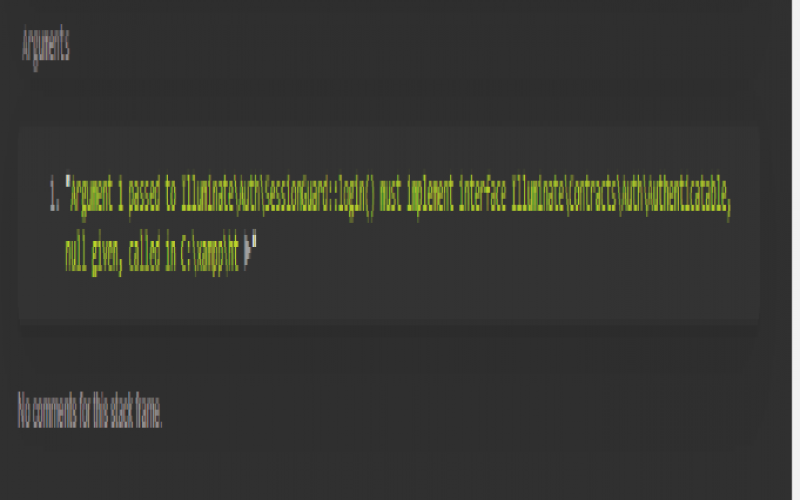 Arguments
1. "Argument 1 passed to Illuminate\Auth\SessionGuard::login() must implement interface Illuminate\Contracts\Auth\Authenticatable,
null given, called in C:\xampp\ht ▶"
No comments for this stack frame.